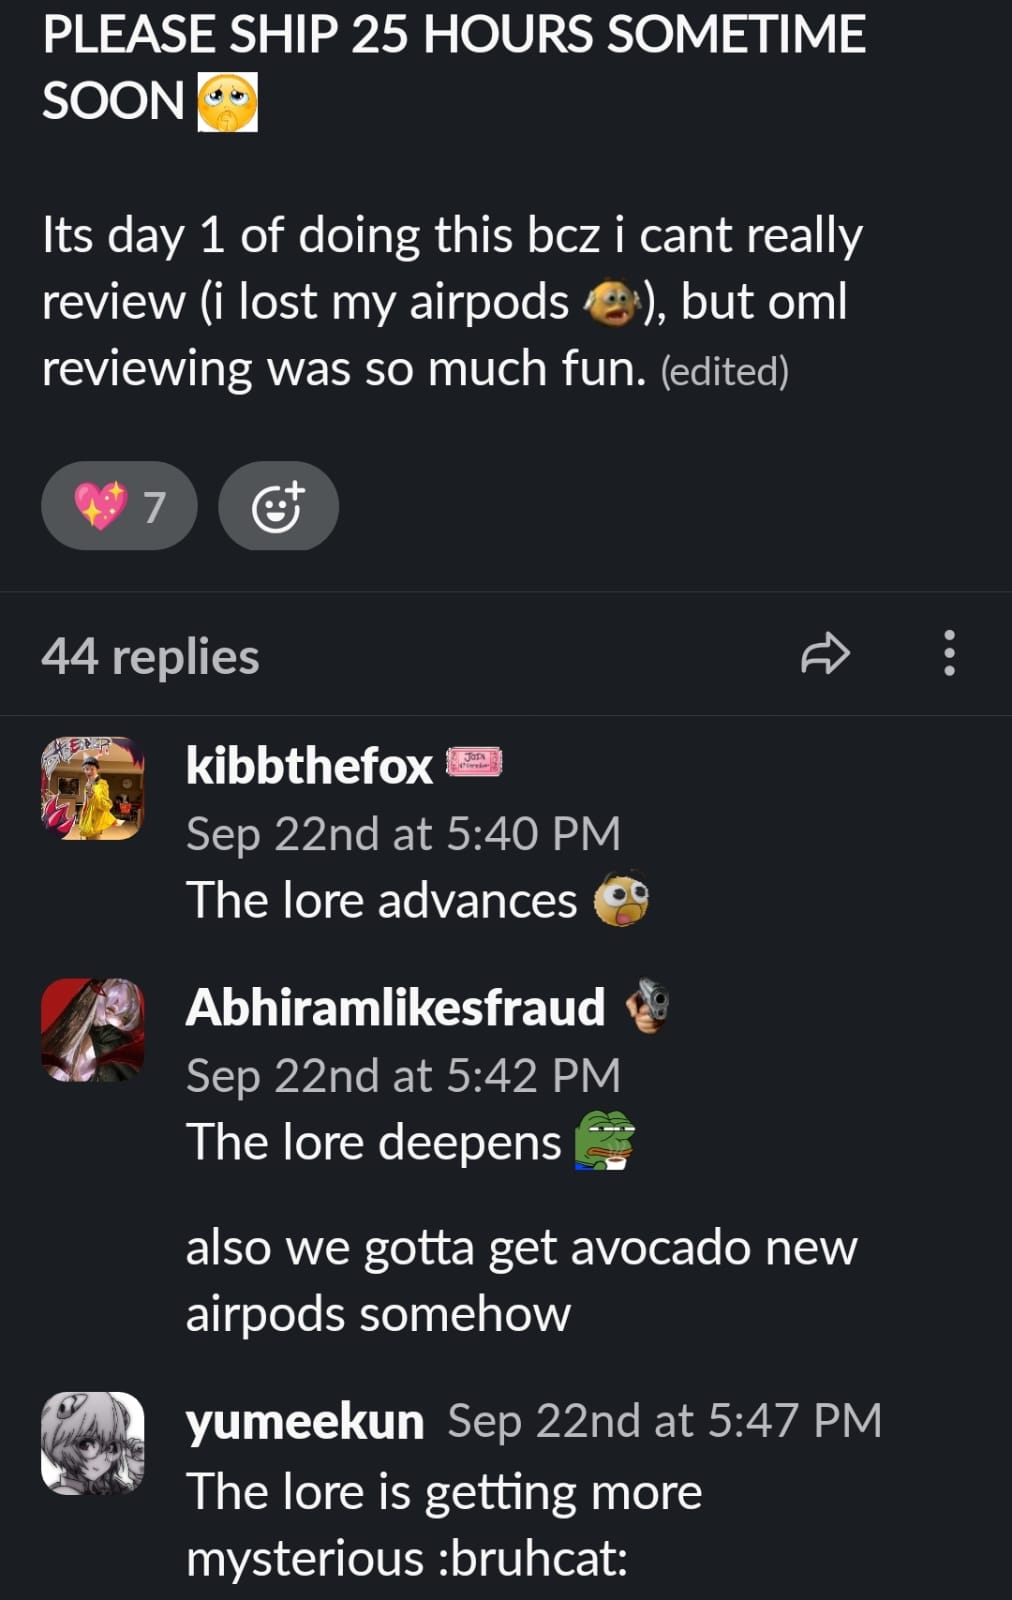 PLEASE SHIP 25 HOURS SOMETIME
SOON
Its day 1 of doing this bcz i cant really
review (i lost my airpods ), but oml
reviewing was so much fun. (edited)
7
44 replies
kibbthefox
Sep 22nd at 5:40 PM
The lore advances
Abhiramlikesfraud
Sep 22nd at 5:42 PM
The lore deepens
also we gotta get avocado new
airpods somehow
yumeekun Sep 22nd at 5:47 PM
The lore is getting more
mysterious :bruhcat: